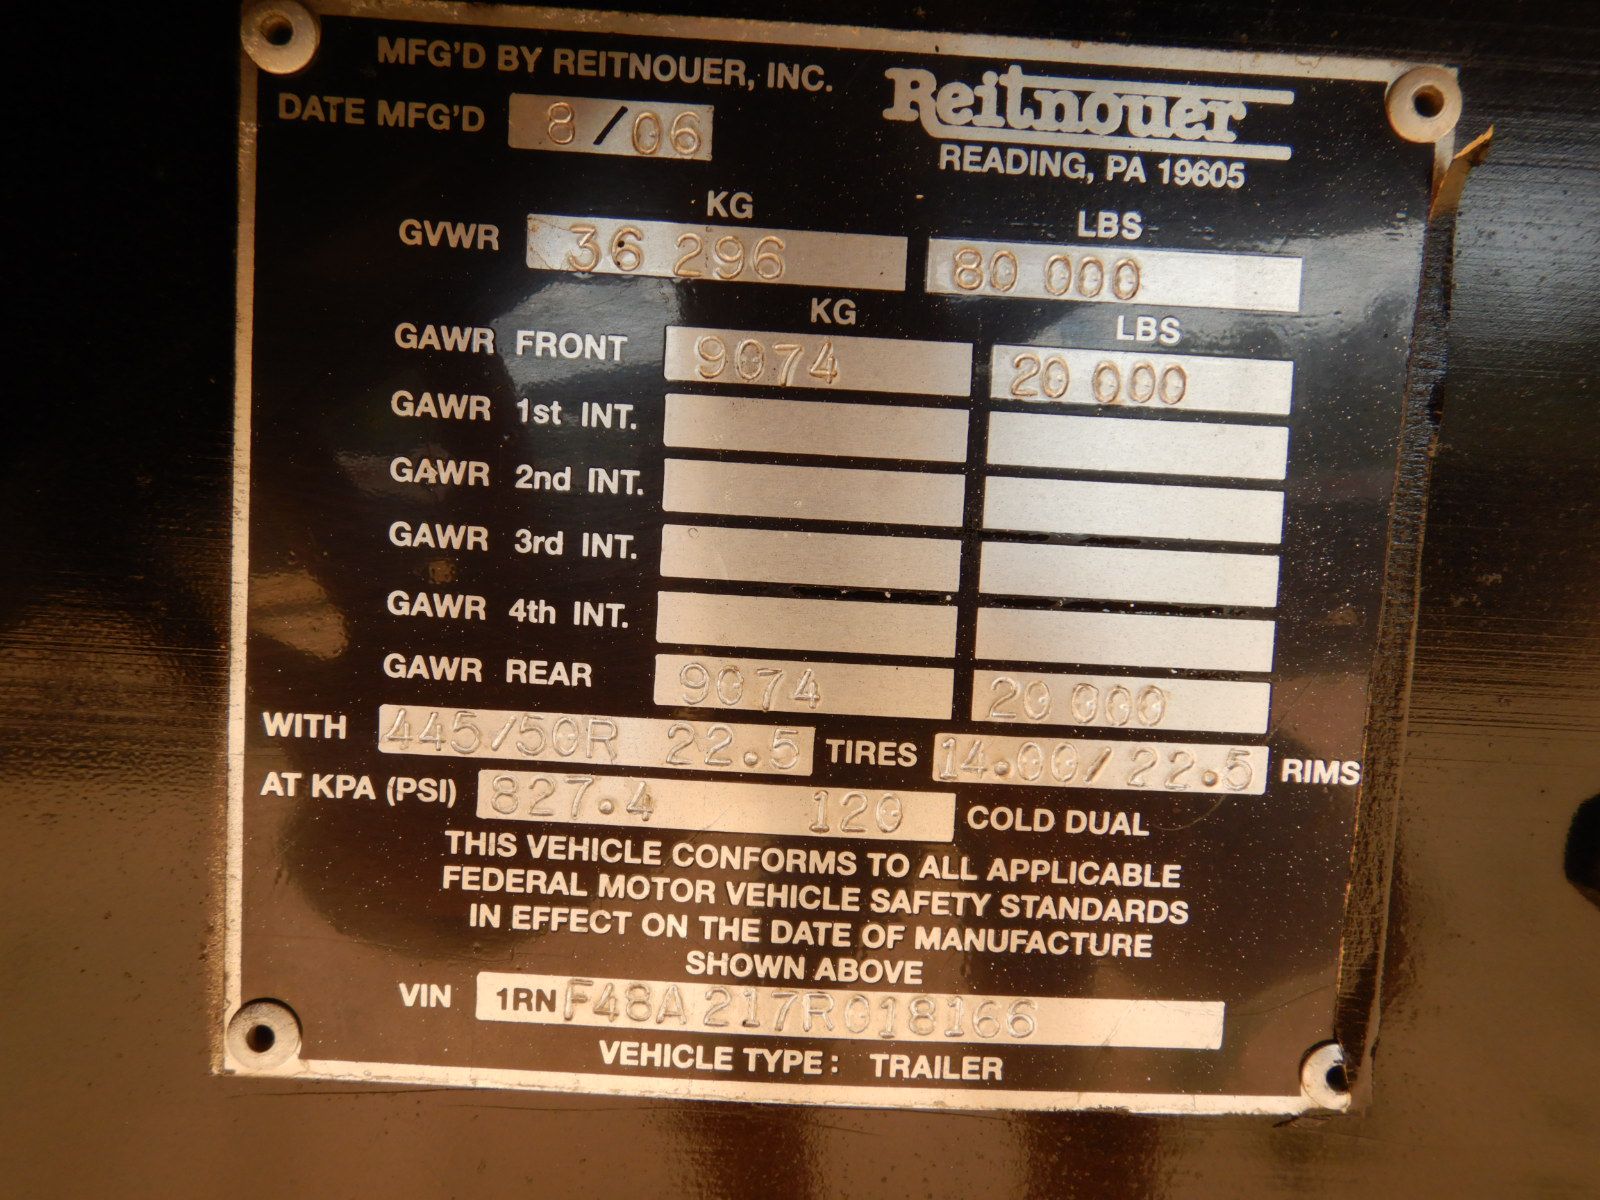 MFG'D BY REITNOUER, INC.
Reitnouer
DATE MFG'D 8/06
READING, PA 19605
KG LBS
GVWR 36 296 80 000
KG LBS
GAWR FRONT 9074 20 000
GAWR 1st INT.
GAWR 2nd INT.
GAWR 3rd INT.
GAWR 4th INT.
GAWR REAR 9074 20 000
WITH 445/50R 22.5 TIRES 14.00/22.5 RIMS
AT KPA (PSI) 827.4 120 COLD DUAL
THIS VEHICLE CONFORMS TO ALL APPLICABLE
FEDERAL MOTOR VEHICLE SAFETY STANDARDS
IN EFFECT ON THE DATE OF MANUFACTURE
SHOWN ABOVE
VIN 1RNF48A217R018166
VEHICLE TYPE: TRAILER